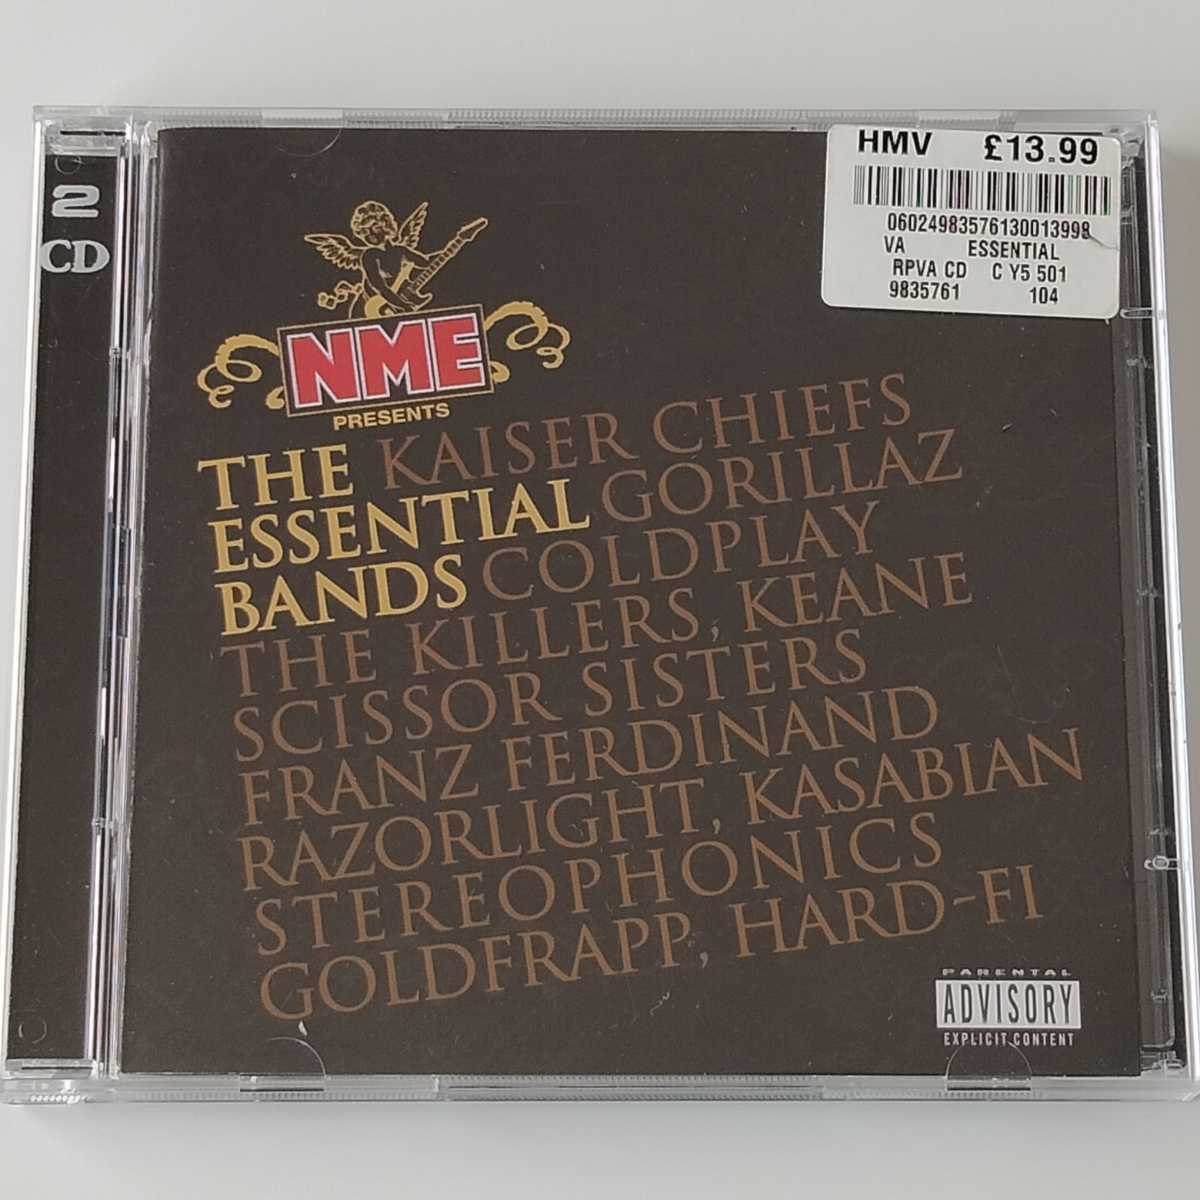 2
CD
HMV £13.99
06024983576130013998
VA ESSENTIAL
RPVA CD C Y5 501
9835761 104
NME
PRESENTS
THE KAISER CHIEFS
ESSENTIAL GORILLAZ
BANDS COLDPLAY
THE KILLERS, KEANE
SCISSOR SISTERS
FRANZ FERDINAND
RAZORLIGHT, KASABIAN
STEREOPHONICS
GOLDFRAPP, HARD-FI
PARENTAL
ADVISORY
EXPLICIT CONTENT